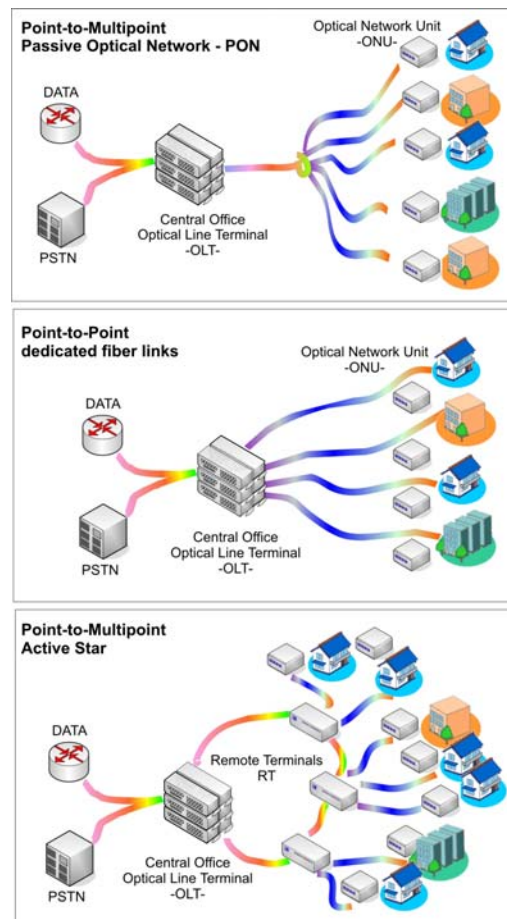 Point-to-Multipoint
Passive Optical Network - PON
Optical Network Unit
-ONU-
DATA
PSTN
Central Office
Optical Line Terminal
-OLT-
Point-to-Point
dedicated fiber links
Optical Network Unit
-ONU-
DATA
PSTN
Central Office
Optical Line Terminal
-OLT-
Point-to-Multipoint
Active Star
DATA
Remote Terminals
RT
PSTN
Central Office
Optical Line Terminal
-OLT-